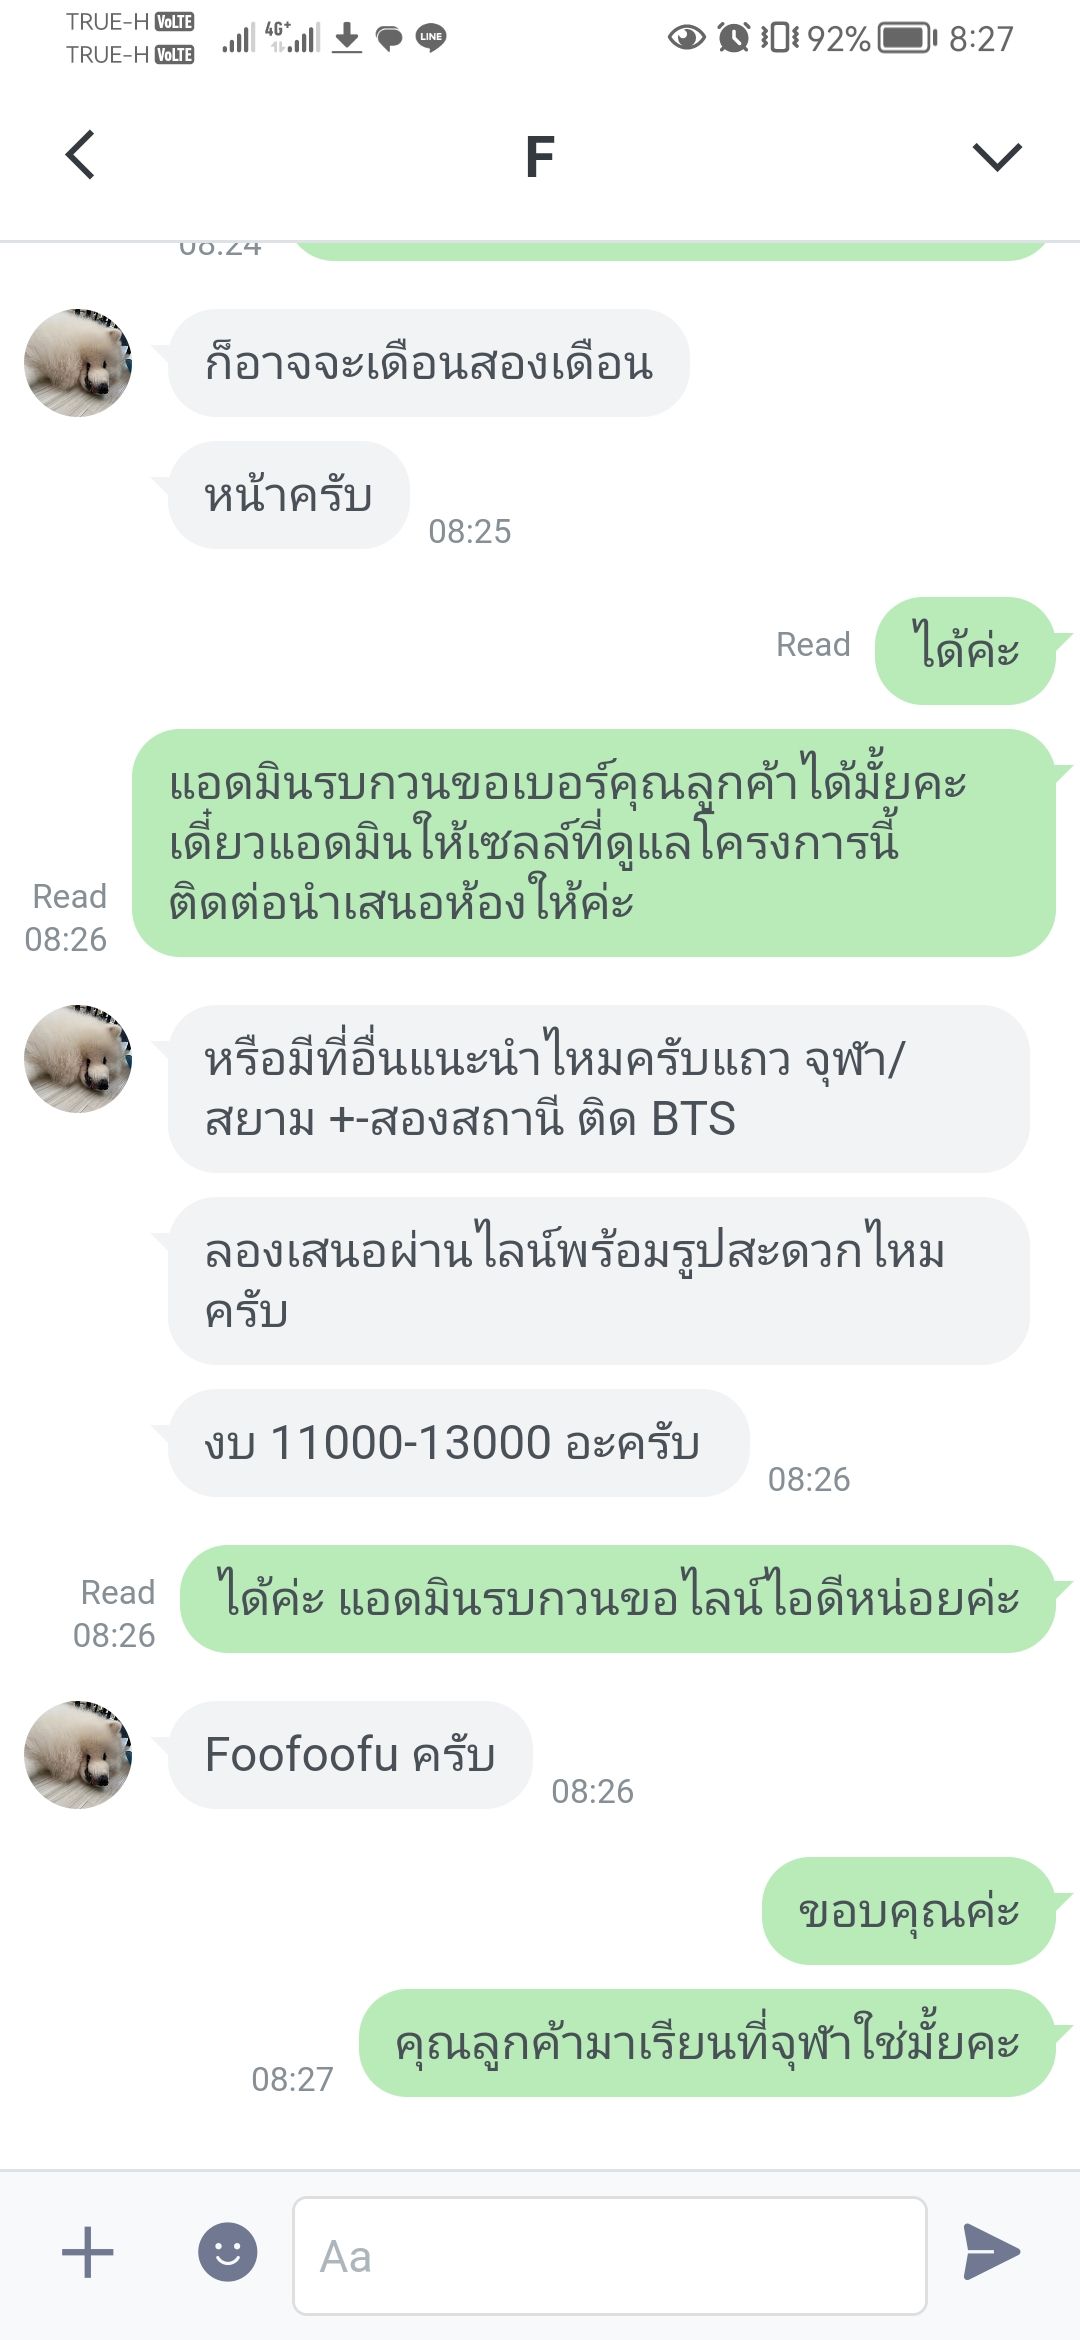 TRUE-H VoLTE
TRUE-H VoLTE
4G+
LINE
92%
8:27
F
08:24
ก็อาจจะเดือนสองเดือน
หน้าครับ
08:25
ได้ค่ะ
Read
แอดมินรบกวนขอเบอร์คุณลูกค้าได้มั้ยคะ
เดี๋ยวแอดมินให้เซลล์ที่ดูแลโครงการนี้
ติดต่อนำเสนอห้องให้ค่ะ
Read
08:26
หรือมีที่อื่นแนะนำไหมครับแถว จุฬา/
สยาม +-สองสถานี ติด BTS
ลองเสนอผ่านไลน์พร้อมรูปสะดวกไหม
ครับ
งบ 11000-13000 อะครับ
08:26
ได้ค่ะ แอดมินรบกวนขอไลน์ไอดีหน่อยค่ะ
Read
08:26
Foofoofu ครับ
08:26
ขอบคุณค่ะ
คุณลูกค้ามาเรียนที่จุฬาใช่มั้ยคะ
08:27
Aa